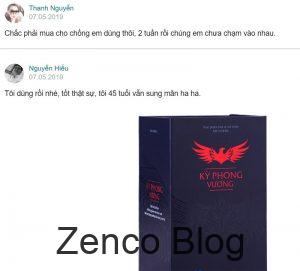 Thanh Nguyễn
07.05.2019
Chắc phải mua cho chồng em dùng thôi, 2 tuần rồi chúng em chưa chạm vào nhau.
Nguyễn Hiếu
07.05.2019
Tôi dùng rồi nhé, tốt thật sự, tôi 45 tuổi vẫn sung mãn ha ha.
KỲ PHONG
VƯƠNG
KỲ PHONG
VƯƠNG
Zenco Blog